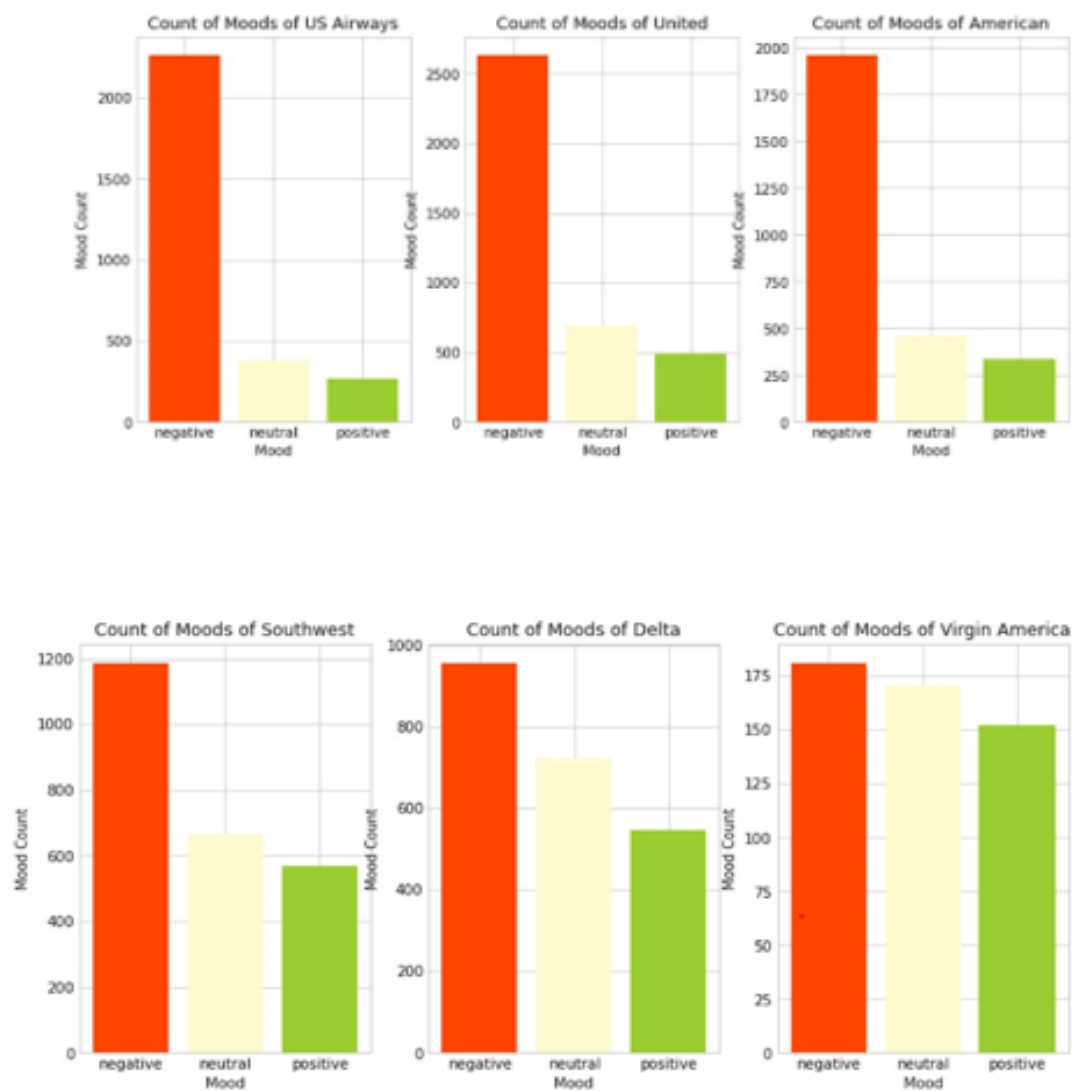 Count of Moods of US Airways
Mood Count
2000
1500
1000
500
0
negative neutral positive
Mood
Count of Moods of United
Mood Count
2500
2000
1500
1000
500
0
negative neutral positive
Mood
Count of Moods of American
Mood Count
2000
1750
1500
1250
1000
750
500
250
0
negative neutral positive
Mood
Count of Moods of Southwest
Mood Count
1200
1000
800
600
400
200
0
negative neutral positive
Mood
Count of Moods of Delta
Mood Count
1000
800
600
400
200
0
negative neutral positive
Mood
Count of Moods of Virgin America
Mood Count
175
150
125
100
75
50
25
0
negative neutral positive
Mood